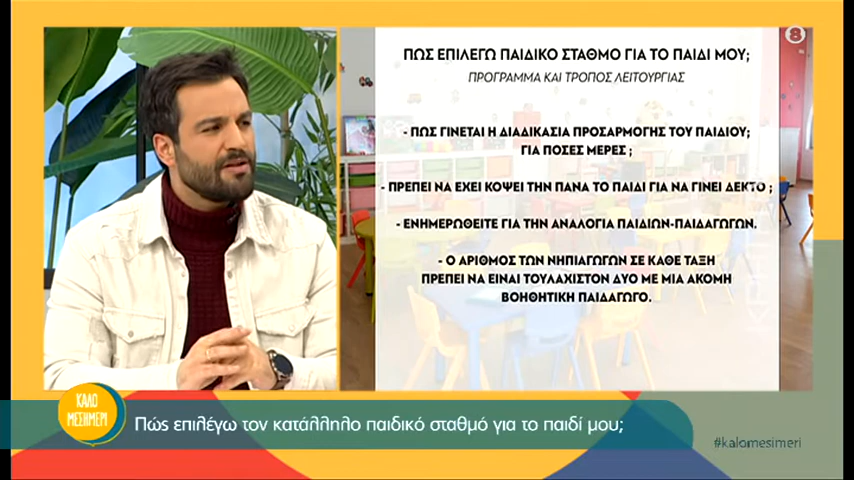 8
ΠΩΣ ΕΠΙΛΕΓΩ ΠΑΙΔΙΚΟ ΣΤΑΘΜΟ ΓΙΑ ΤΟ ΠΑΙΔΙ ΜΟΥ;
ΠΡΟΓΡΑΜΜΑ ΚΑΙ ΤΡΟΠΟΣ ΛΕΙΤΟΥΡΓΙΑΣ
- ΠΩΣ ΓΙΝΕΤΑΙ Η ΔΙΑΔΙΚΑΣΙΑ ΠΡΟΣΑΡΜΟΓΗΣ ΤΟΥ ΠΑΙΔΙΟΥ;
ΓΙΑ ΠΟΣΕΣ ΜΕΡΕΣ ;
- ΠΡΕΠΕΙ ΝΑ ΕΧΕΙ ΚΟΨΕΙ ΤΗΝ ΠΑΝΑ ΤΟ ΠΑΙΔΙ ΓΙΑ ΝΑ ΓΙΝΕΙ ΔΕΚΤΟ ;
- ΕΝΗΜΕΡΩΘΕΙΤΕ ΓΙΑ ΤΗΝ ΑΝΑΛΟΓΙΑ ΠΑΙΔΙΩΝ-ΠΑΙΔΑΓΩΓΩΝ.
- Ο ΑΡΙΘΜΟΣ ΤΩΝ ΝΗΠΙΑΓΩΓΩΝ ΣΕ ΚΑΘΕ ΤΑΞΗ
ΠΡΕΠΕΙ ΝΑ ΕΙΝΑΙ ΤΟΥΛΑΧΙΣΤΟΝ ΔΥΟ ΜΕ ΜΙΑ ΑΚΟΜΗ
ΒΟΗΘΗΤΙΚΗ ΠΑΙΔΑΓΩΓΟ.
ΚΑΛΟ
ΜΕΣΗΜΕΡΙ
Πώς επιλέγω τον κατάλληλο παιδικό σταθμό για το παιδί μου;
#kalomesimeri